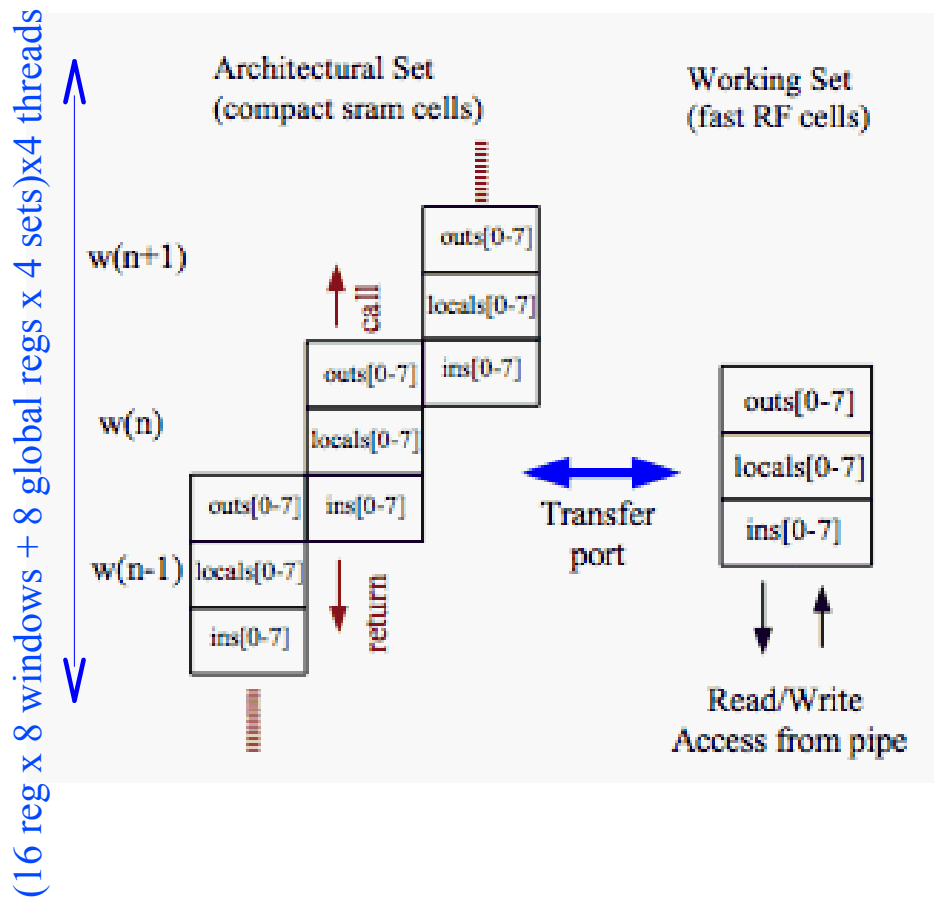 (16 reg x 8 windows + 8 global regs x 4 sets)x4 threads
Architectural Set
(compact sram cells)
Working Set
(fast RF cells)
w(n+1)
outs[0-7]
locals[0-7]
ins[0-7]
call
w(n)
outs[0-7]
locals[0-7]
ins[0-7]
w(n-1)
outs[0-7]
locals[0-7]
ins[0-7]
return
Transfer
port
outs[0-7]
locals[0-7]
ins[0-7]
Read/Write
Access from pipe